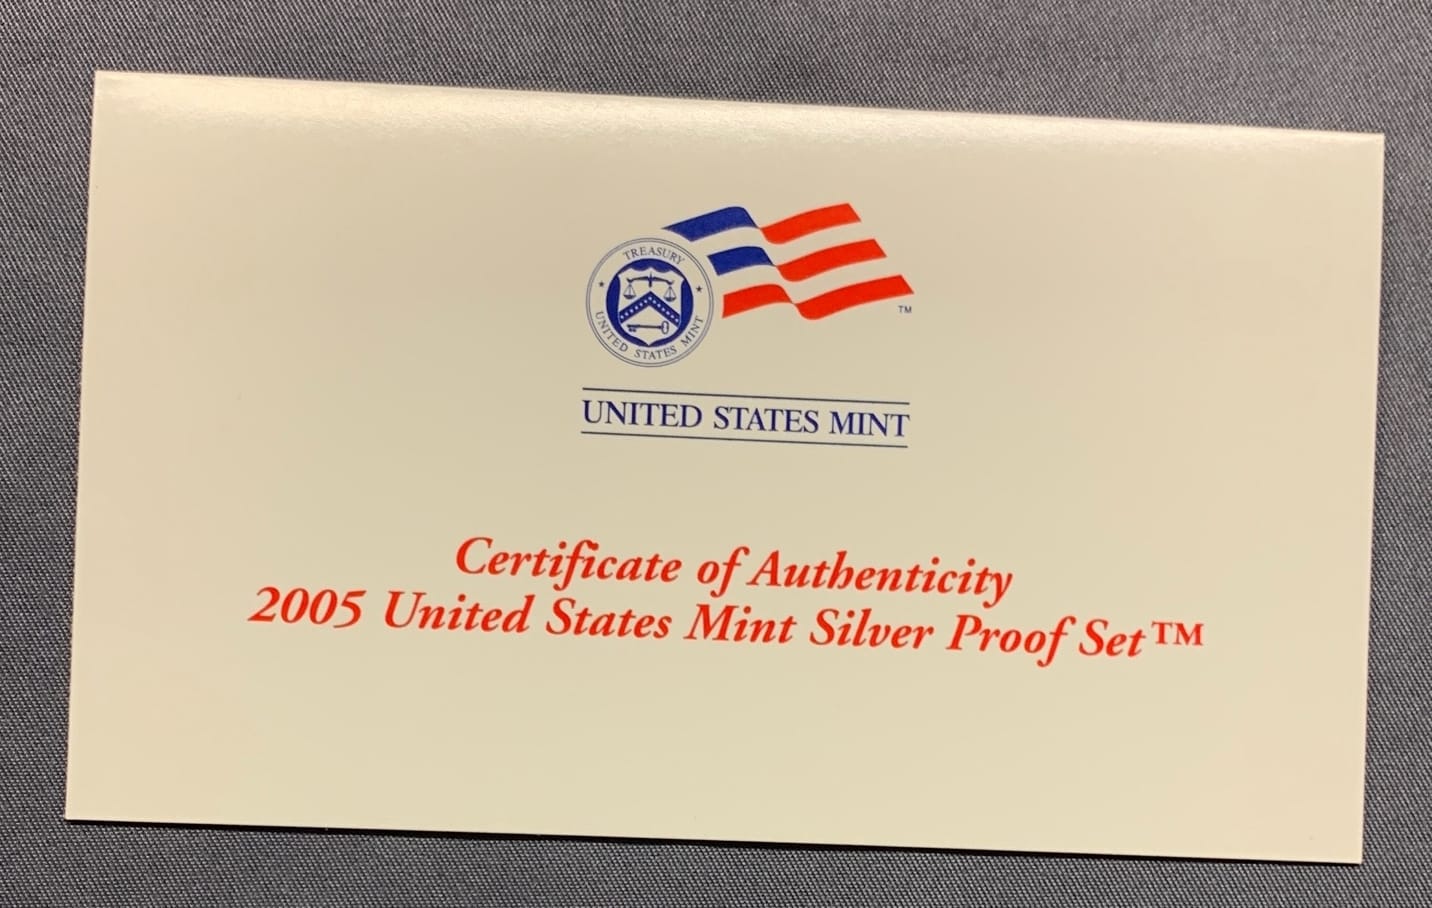 TREASURY
UNITED STATES MINT
TM
UNITED STATES MINT
Certificate of Authenticity
2005 United States Mint Silver Proof Set™